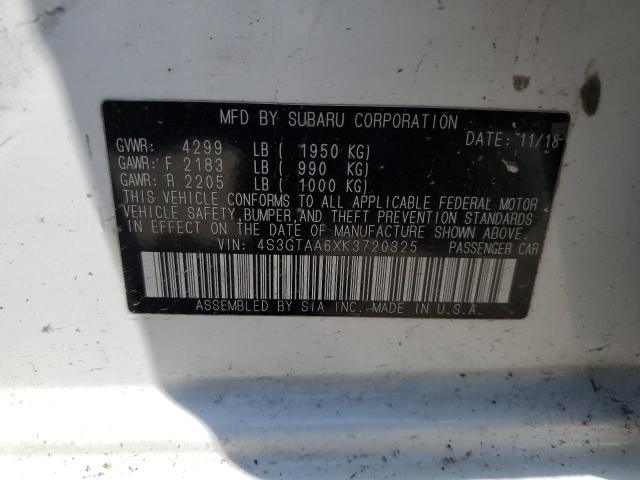 MFD BY SUBARU CORPORATION
DATE: 11/18
GVWR: 4299 LB ( 1950 KG)
GAWR: F 2183 LB ( 990 KG)
GAWR: R 2205 LB ( 1000 KG)
THIS VEHICLE CONFORMS TO ALL APPLICABLE FEDERAL MOTOR
VEHICLE SAFETY, BUMPER, AND THEFT PREVENTION STANDARDS
IN EFFECT ON THE DATE OF MANUFACTURE SHOWN ABOVE.
VIN: 4S3GTAA6XK3720825 PASSENGER CAR
ASSEMBLED BY SIA INC. MADE IN U.S.A.